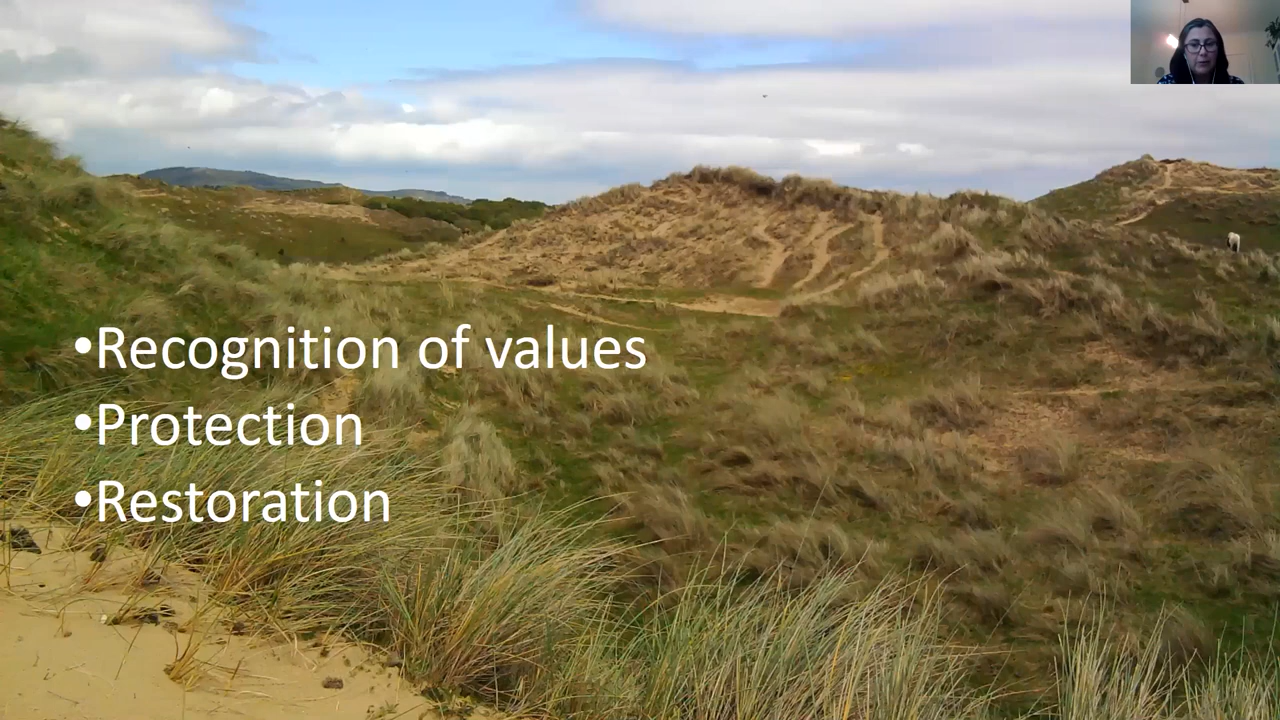 •Recognition of values
•Protection
•Restoration